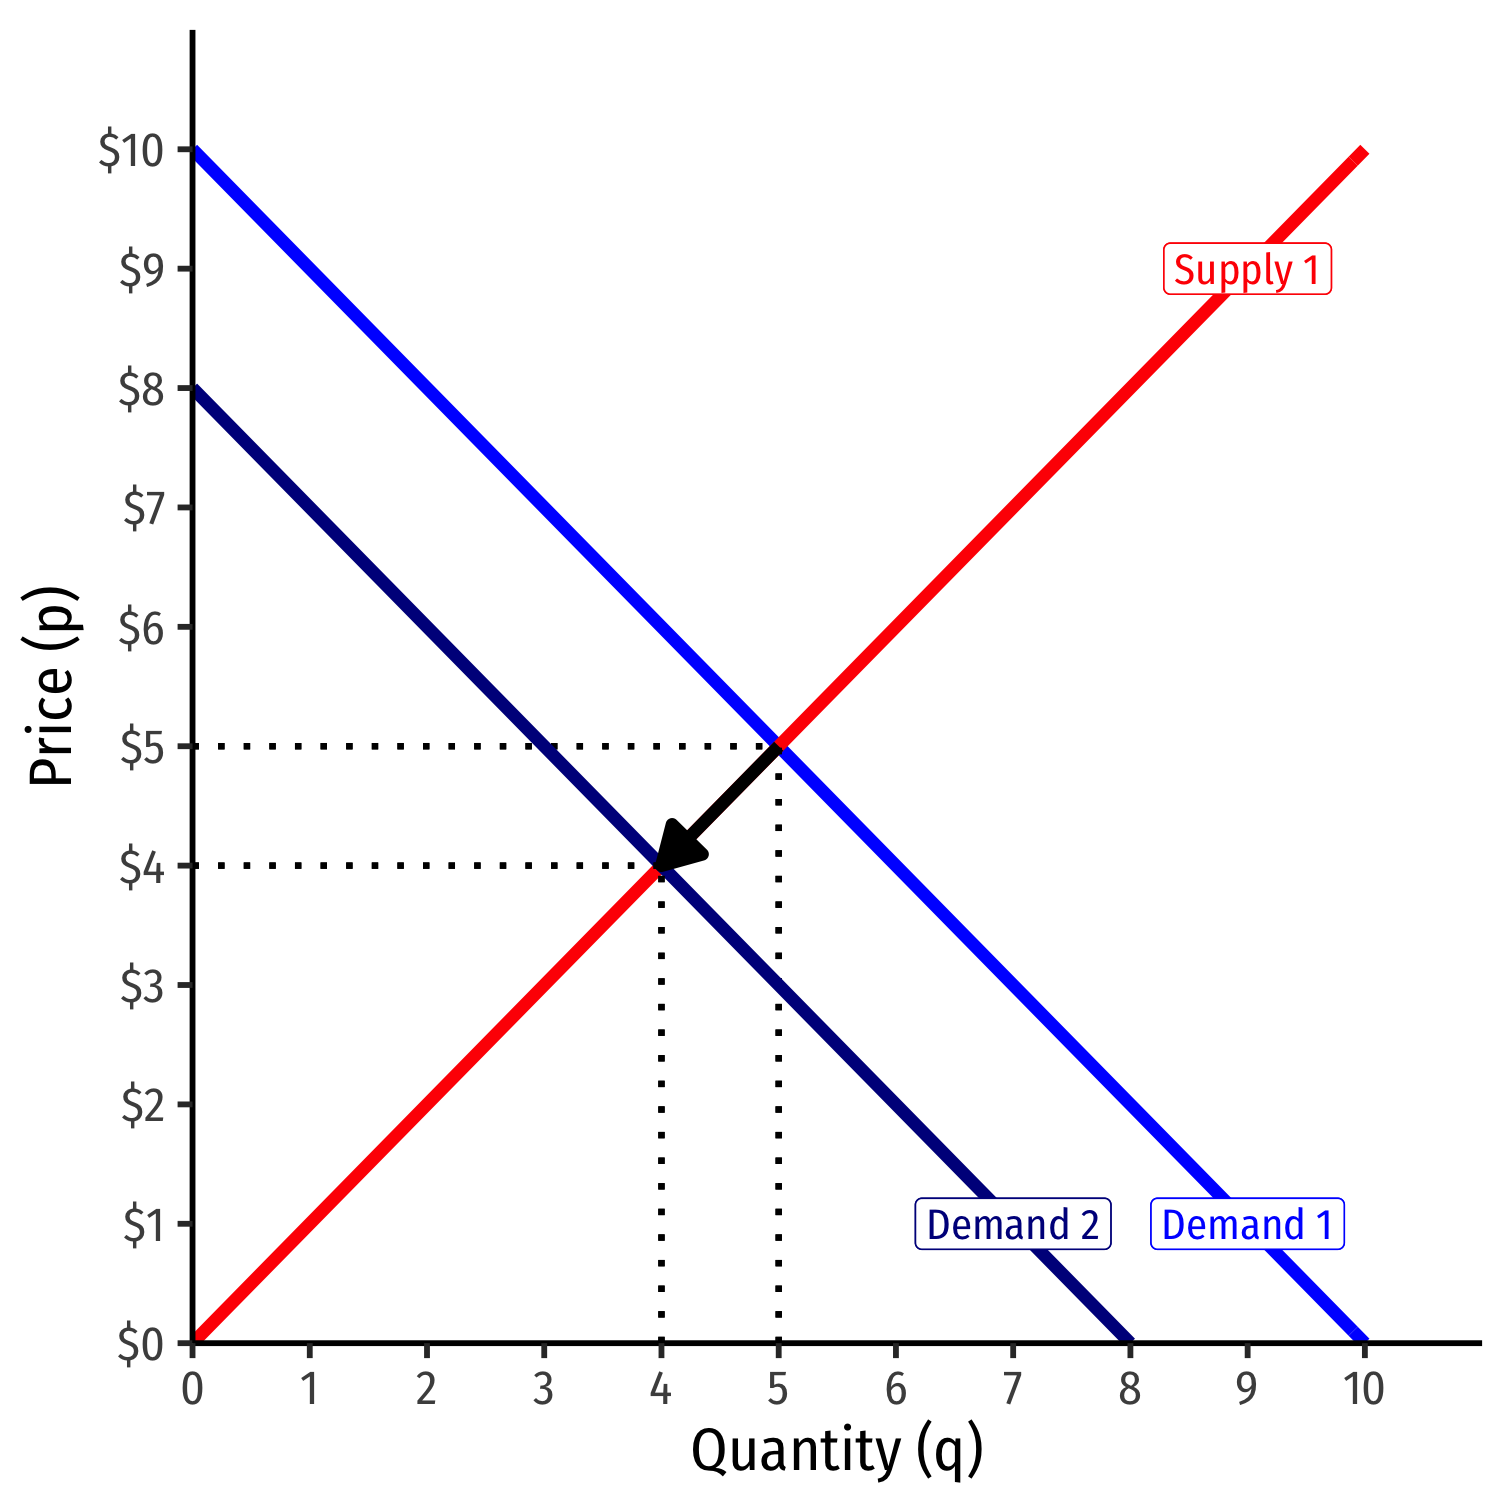 $10
$9
$8
$7
$6
$5
$4
$3
$2
$1
$0
Price (p)
Supply 1
Demand 2
Demand 1
0 1 2 3 4 5 6 7 8 9 10
Quantity (q)